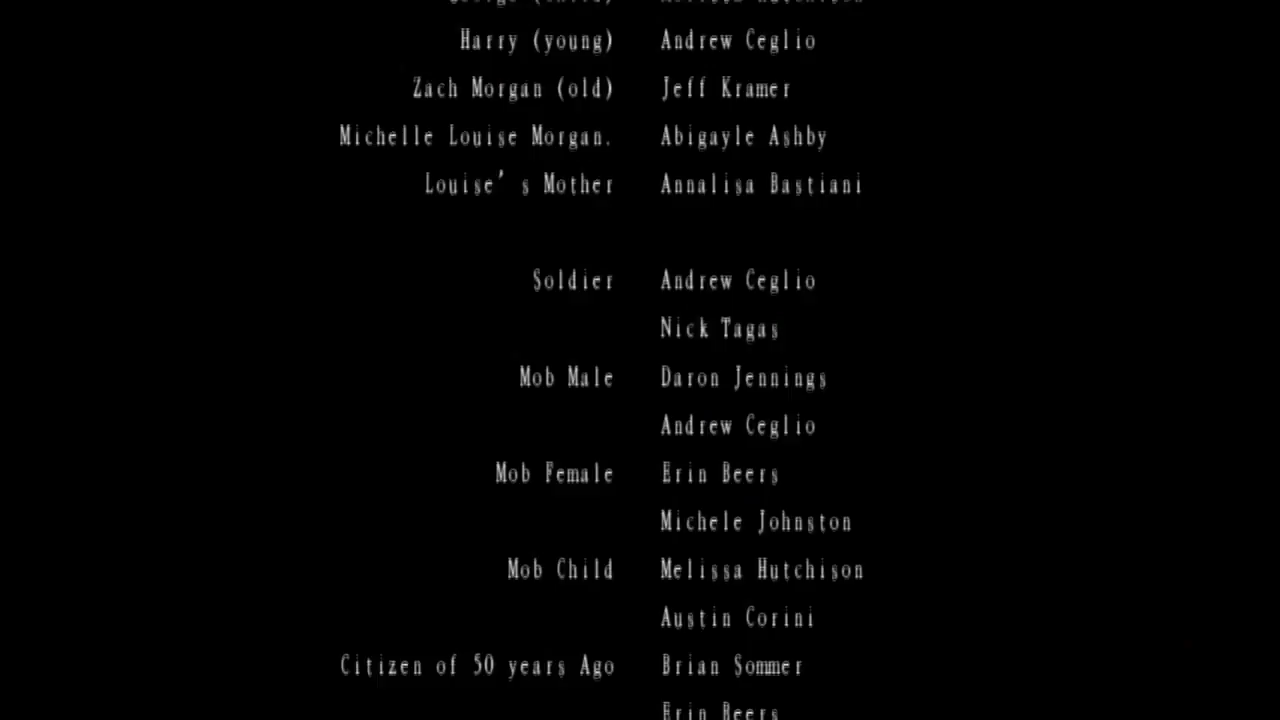 Harry (young) Andrew Ceglio
Zach Morgan (old) Jeff Kramer
Michelle Louise Morgan. Abigayle Ashby
Louise’s Mother Annalisa Bastiani
Soldier Andrew Ceglio
Nick Tagas
Mob Male Daron Jennings
Andrew Ceglio
Mob Female Erin Beers
Michele Johnston
Mob Child Melissa Hutchison
Austin Corini
Citizen of 50 years Ago Brian Sommer
Erin Beers